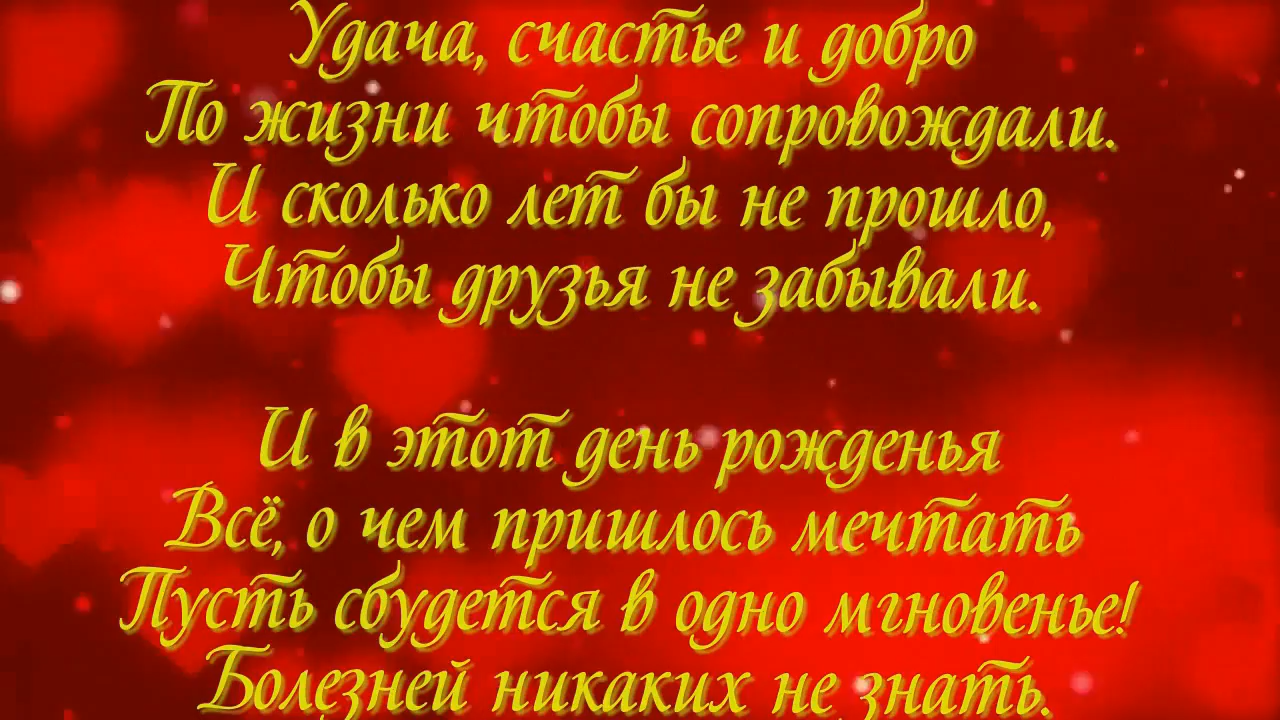 Удача, счастье и добро
По жизни чтобы сопровождали.
И сколько лет бы не прошло,
Чтобы друзья не забывали.
И в этот день рожденья
Всё, о чем пришлось мечтать
Пусть сбудется в одно мгновенье!
Болезней никаких не знать.